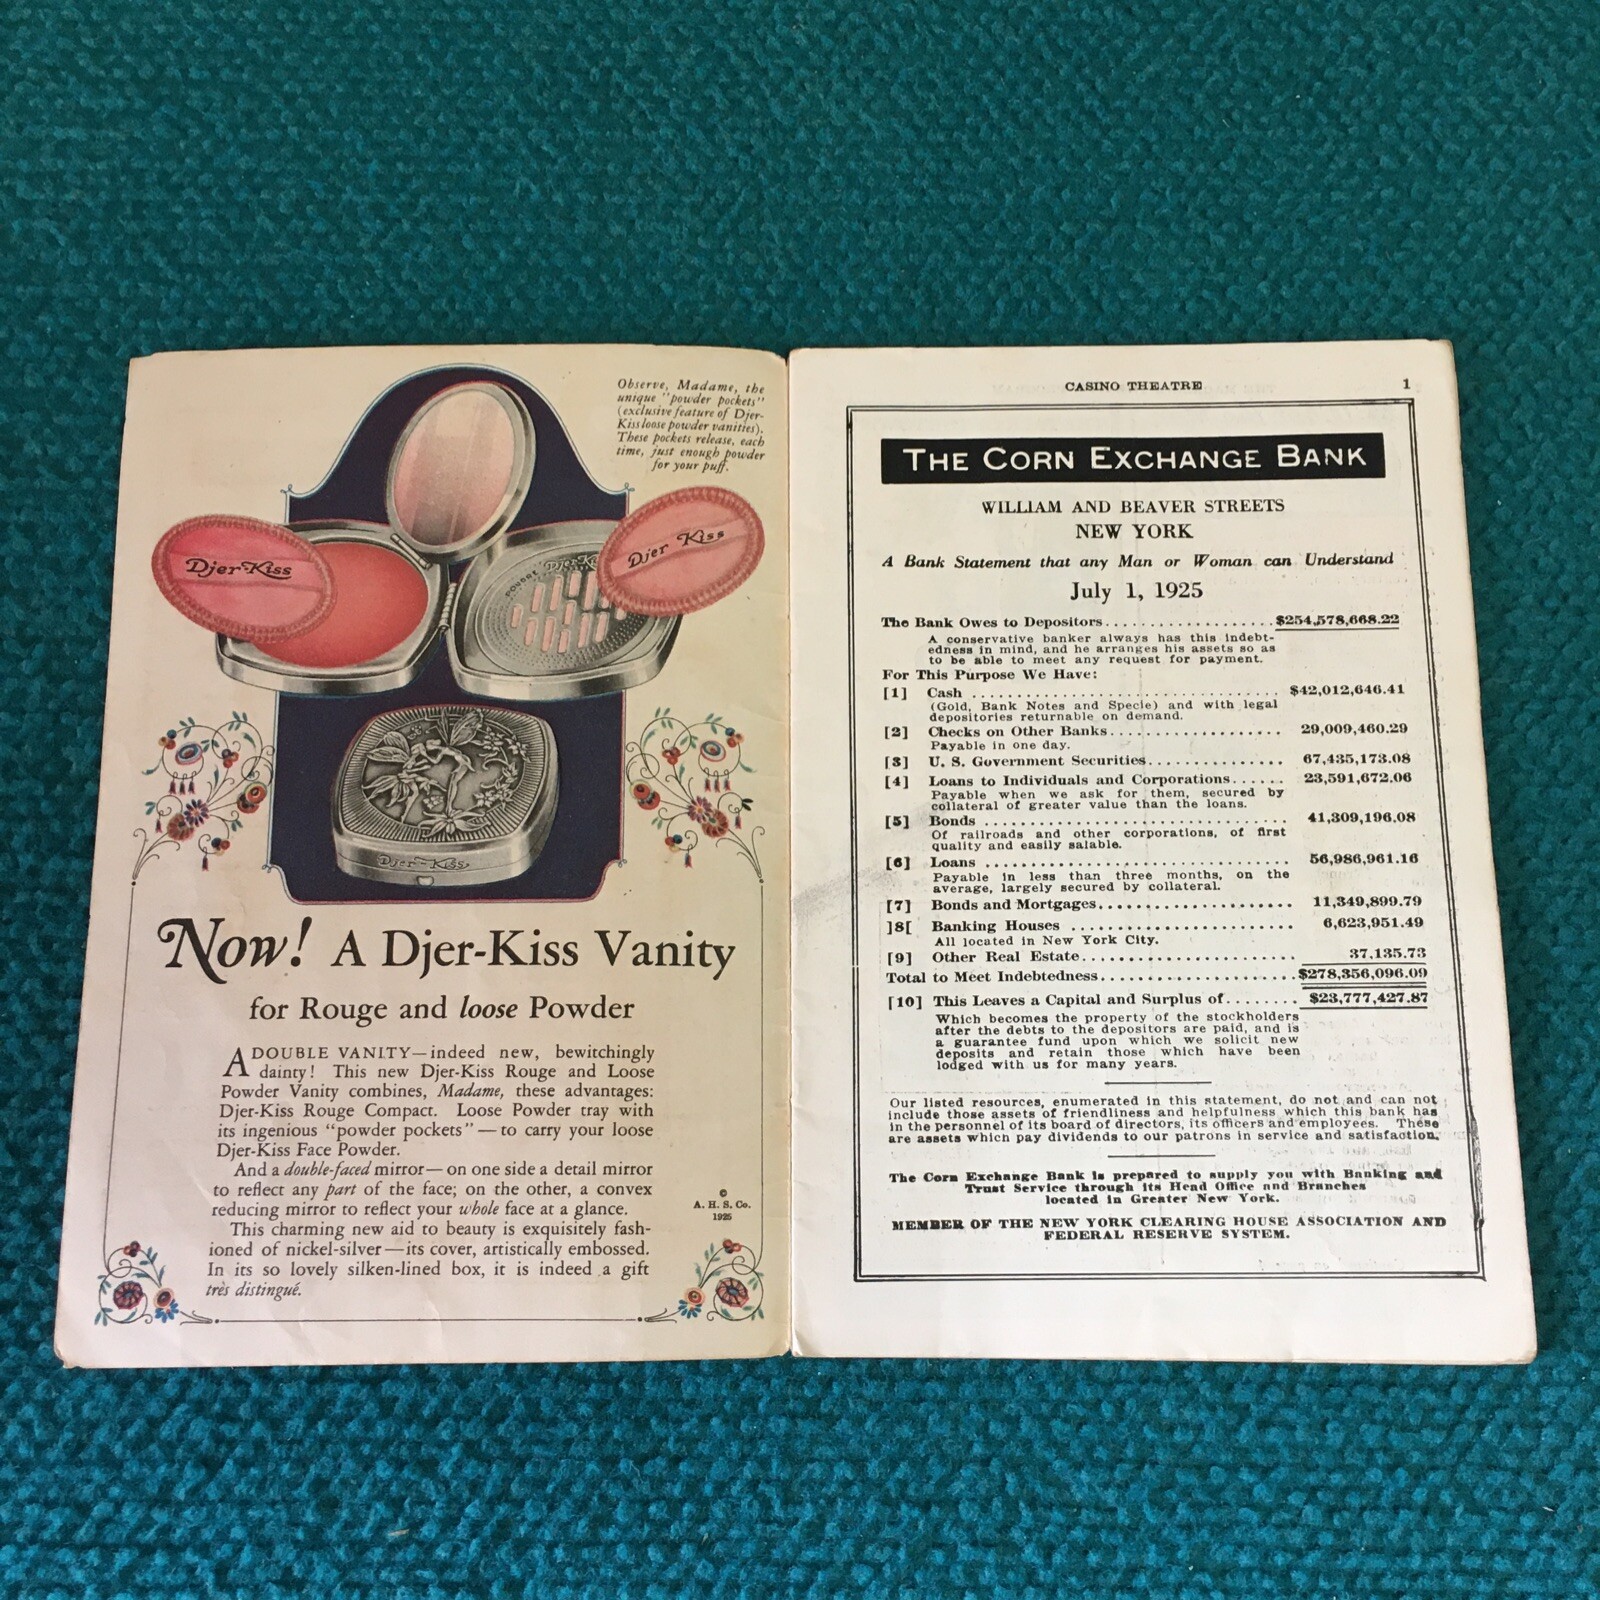 Observe, Madame, the
unique "powder pockets"
(exclusive feature of Djer-
Kiss loose powder vanities).
These pockets release, each
time, just enough powder
for your puff.
Djer-Kiss
POUDRE Djer-Kiss
Djer Kiss
Djer-Kiss
Now! A Djer-Kiss Vanity
for Rouge and loose Powder
A DOUBLE VANITY—indeed new, bewitchingly
dainty! This new Djer-Kiss Rouge and Loose
Powder Vanity combines, Madame, these advantages:
Djer-Kiss Rouge Compact. Loose Powder tray with
its ingenious "powder pockets"—to carry your loose
Djer-Kiss Face Powder.
And a double-faced mirror—on one side a detail mirror
to reflect any part of the face; on the other, a convex
reducing mirror to reflect your whole face at a glance.
This charming new aid to beauty is exquisitely fash-
ioned of nickel-silver—its cover, artistically embossed.
In its so lovely silken-lined box, it is indeed a gift
très distingué.
©
A. H. S. Co.
1925
CASINO THEATRE 1
THE CORN EXCHANGE BANK
WILLIAM AND BEAVER STREETS
NEW YORK
A Bank Statement that any Man or Woman can Understand
July 1, 1925
The Bank Owes to Depositors...................$254,578,668.22
A conservative banker always has this indebt-
edness in mind, and he arranges his assets so as
to be able to meet any request for payment.
For This Purpose We Have:
[1] Cash ................................. $42,012,646.41
(Gold, Bank Notes and Specie) and with legal
depositories returnable on demand.
[2] Checks on Other Banks................... 29,009,460.29
Payable in one day.
[3] U. S. Government Securities............... 67,435,173.08
[4] Loans to Individuals and Corporations...... 23,591,672.06
Payable when we ask for them, secured by
collateral of greater value than the loans.
[5] Bonds ................................. 41,309,196.08
Of railroads and other corporations, of first
quality and easily salable.
[6] Loans ................................. 56,986,961.16
Payable in less than three months, on the
average, largely secured by collateral.
[7] Bonds and Mortgages..................... 11,349,899.79
]8[ Banking Houses ........................ 6,623,951.49
All located in New York City.
[9] Other Real Estate....................... 37,135.73
Total to Meet Indebtedness.....................$278,356,096.09
[10] This Leaves a Capital and Surplus of........ $23,777,427.87
Which becomes the property of the stockholders
after the debts to the depositors are paid, and is
a guarantee fund upon which we solicit new
deposits and retain those which have been
lodged with us for many years.
Our listed resources, enumerated in this statement, do not and can not
include those assets of friendliness and helpfulness which this bank has
in the personnel of its board of directors, its officers and employees. These
are assets which pay dividends to our patrons in service and satisfaction.
The Corn Exchange Bank is prepared to supply you with Banking and
Trust Service through its Head Office and Branches
located in Greater New York.
MEMBER OF THE NEW YORK CLEARING HOUSE ASSOCIATION AND
FEDERAL RESERVE SYSTEM.